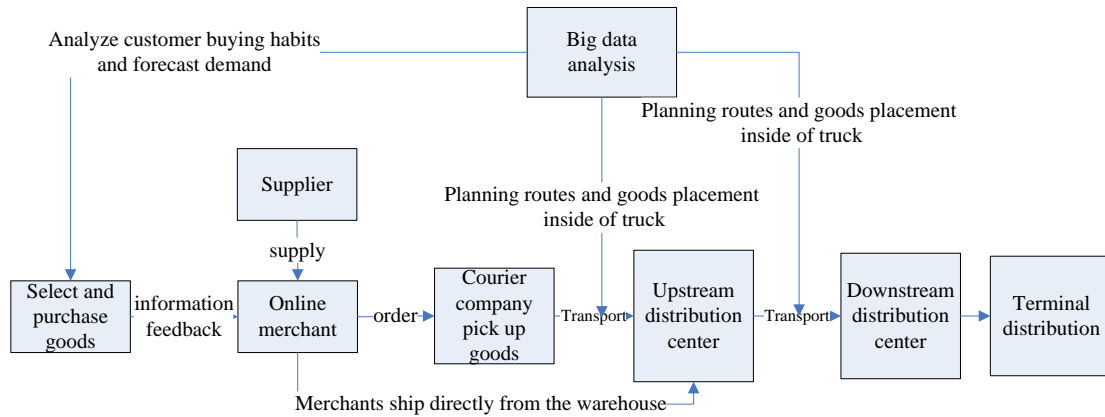 Analyze customer buying habits
and forecast demand
Big data
analysis
Planning routes and goods placement
inside of truck
Supplier
Planning routes and goods placement
inside of truck
supply
Select and
purchase
goods
information
feedback
Online
merchant
order
Courier
company
pick up
goods
Transport
Upstream
distribution
center
Transport
Downstream
distribution
center
Terminal
distribution
Merchants ship directly from the warehouse